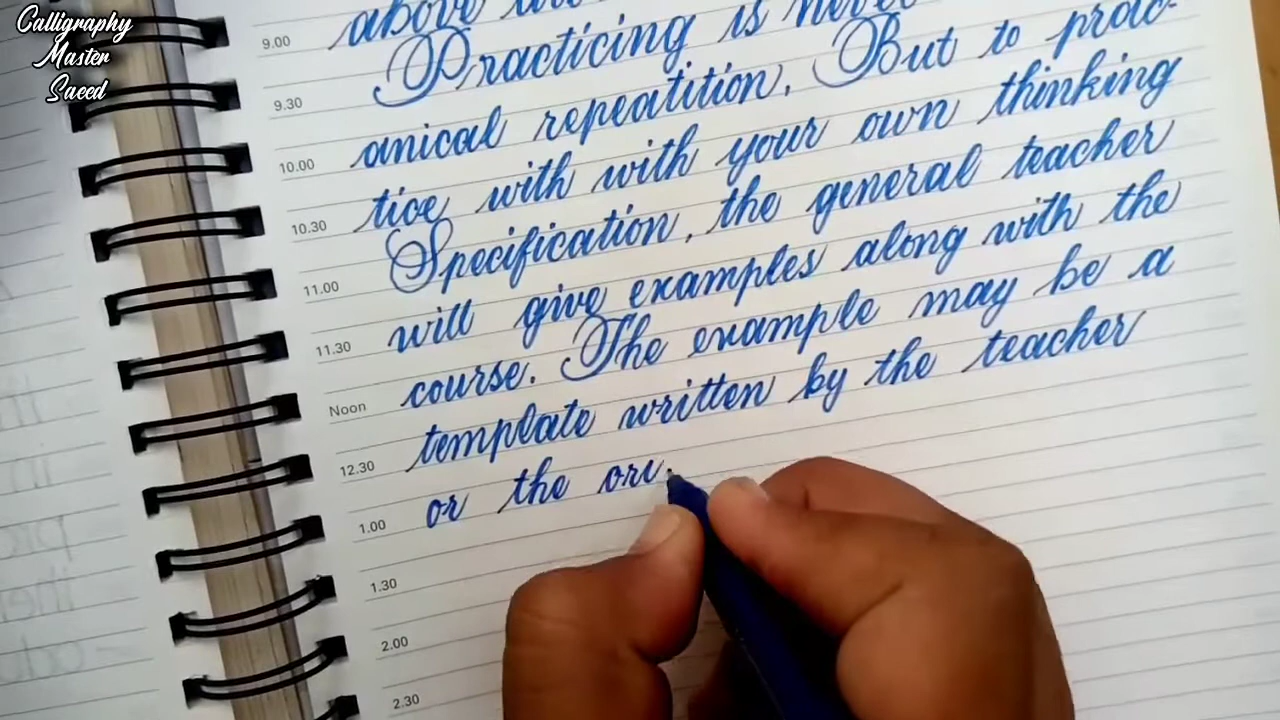 Calligraphy
Master
Saeed
above
9.00
Practicing is never
9.30
anical repeatition. But to prac-
10.00
tice with with your own thinking
10.30
Specification, the general teacher
11.00
will give examples along with the
11.30
course. The example may be a
Noon
template written by the teacher
12.30
or the ori
1.00
1.30
2.00
2.30